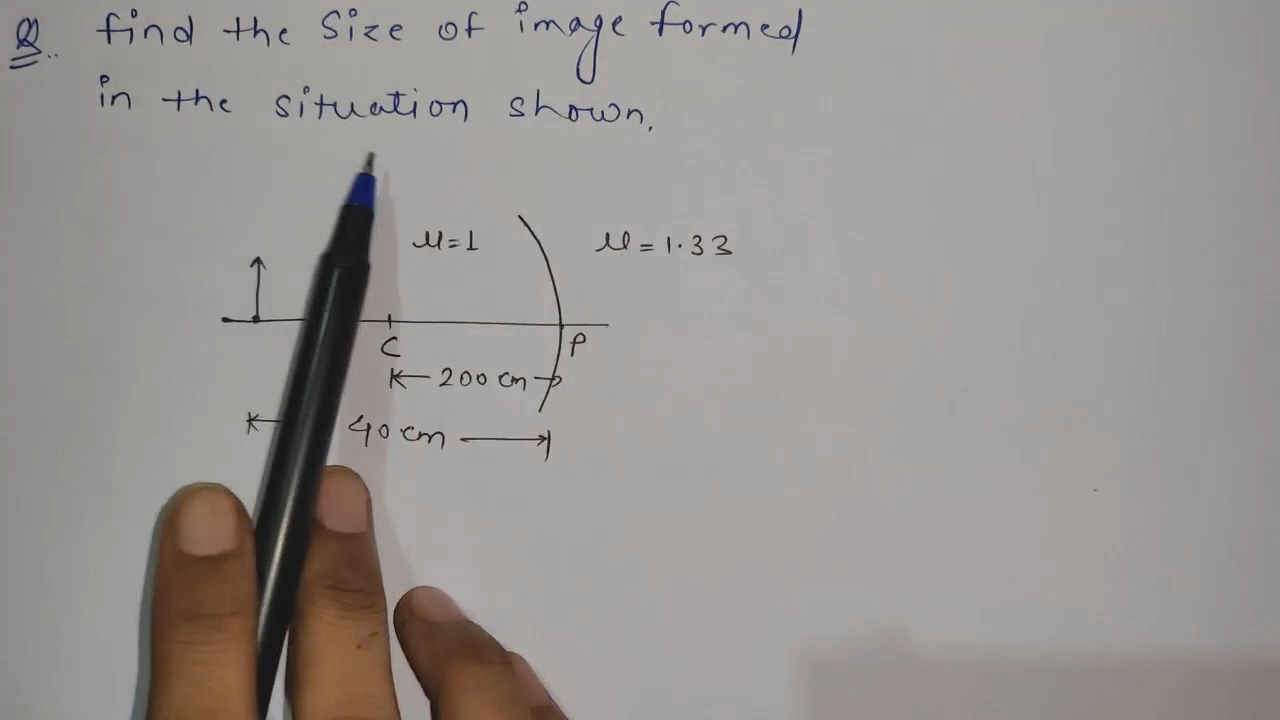 Q. find the size of image formed
in the situation shown.
μ=1
μ=1.33
C
P
200 cm
40 cm